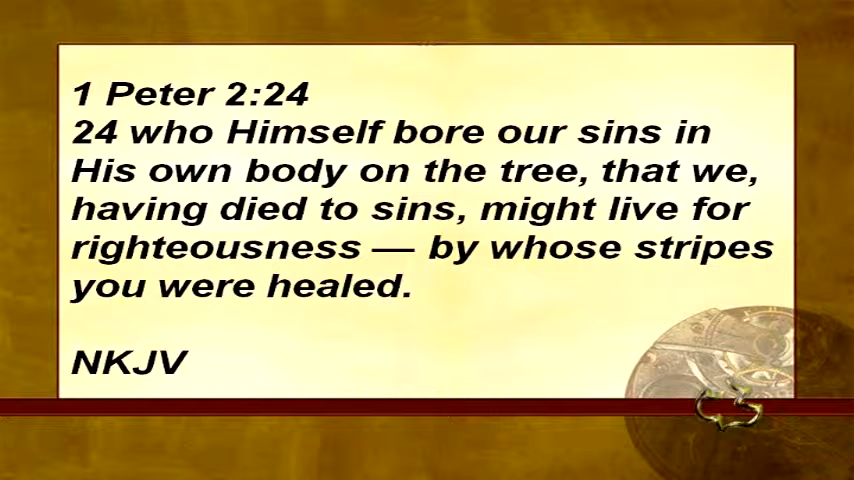 1 Peter 2:24
24 who Himself bore our sins in
His own body on the tree, that we,
having died to sins, might live for
righteousness — by whose stripes
you were healed.
NKJV